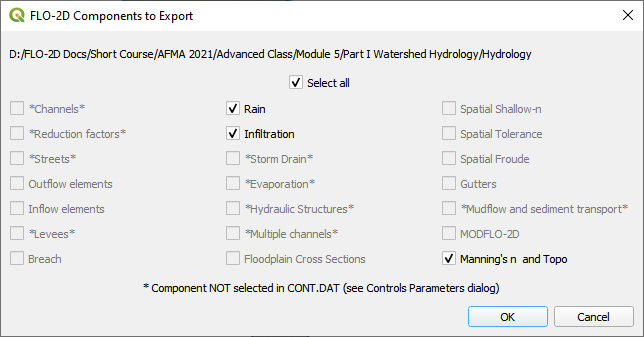 FLO-2D Components to Export
D:/FLO-2D Docs/Short Course/AFMA 2021/Advanced Class/Module 5/Part I Watershed Hydrology/Hydrology
Select all
*Channels*
Rain
Spatial Shallow-n
*Reduction factors*
Infiltration
Spatial Tolerance
*Streets*
*Storm Drain*
Spatial Froude
Outflow elements
*Evaporation*
Gutters
Inflow elements
*Hydraulic Structures*
*Mudflow and sediment transport*
*Levees*
*Multiple channels*
MODFLO-2D
Breach
Floodplain Cross Sections
Manning's n  and Topo
* Component NOT selected in CONT.DAT (see Controls Parameters dialog)
OK
Cancel